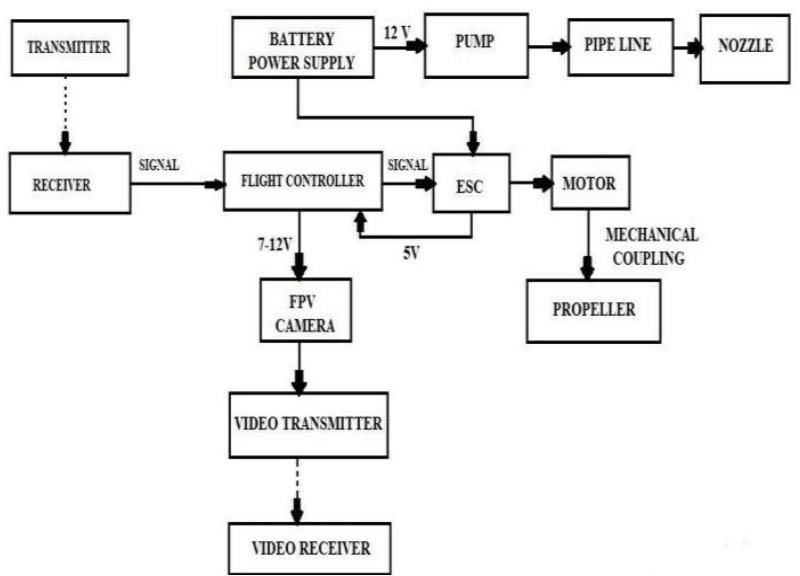 TRANSMITTER
BATTERY
POWER SUPPLY
12 V
PUMP
PIPE LINE
NOZZLE
RECEIVER
SIGNAL
FLIGHT CONTROLLER
SIGNAL
ESC
MOTOR
7-12V
5V
MECHANICAL
COUPLING
FPV
CAMERA
PROPELLER
VIDEO TRANSMITTER
VIDEO RECEIVER